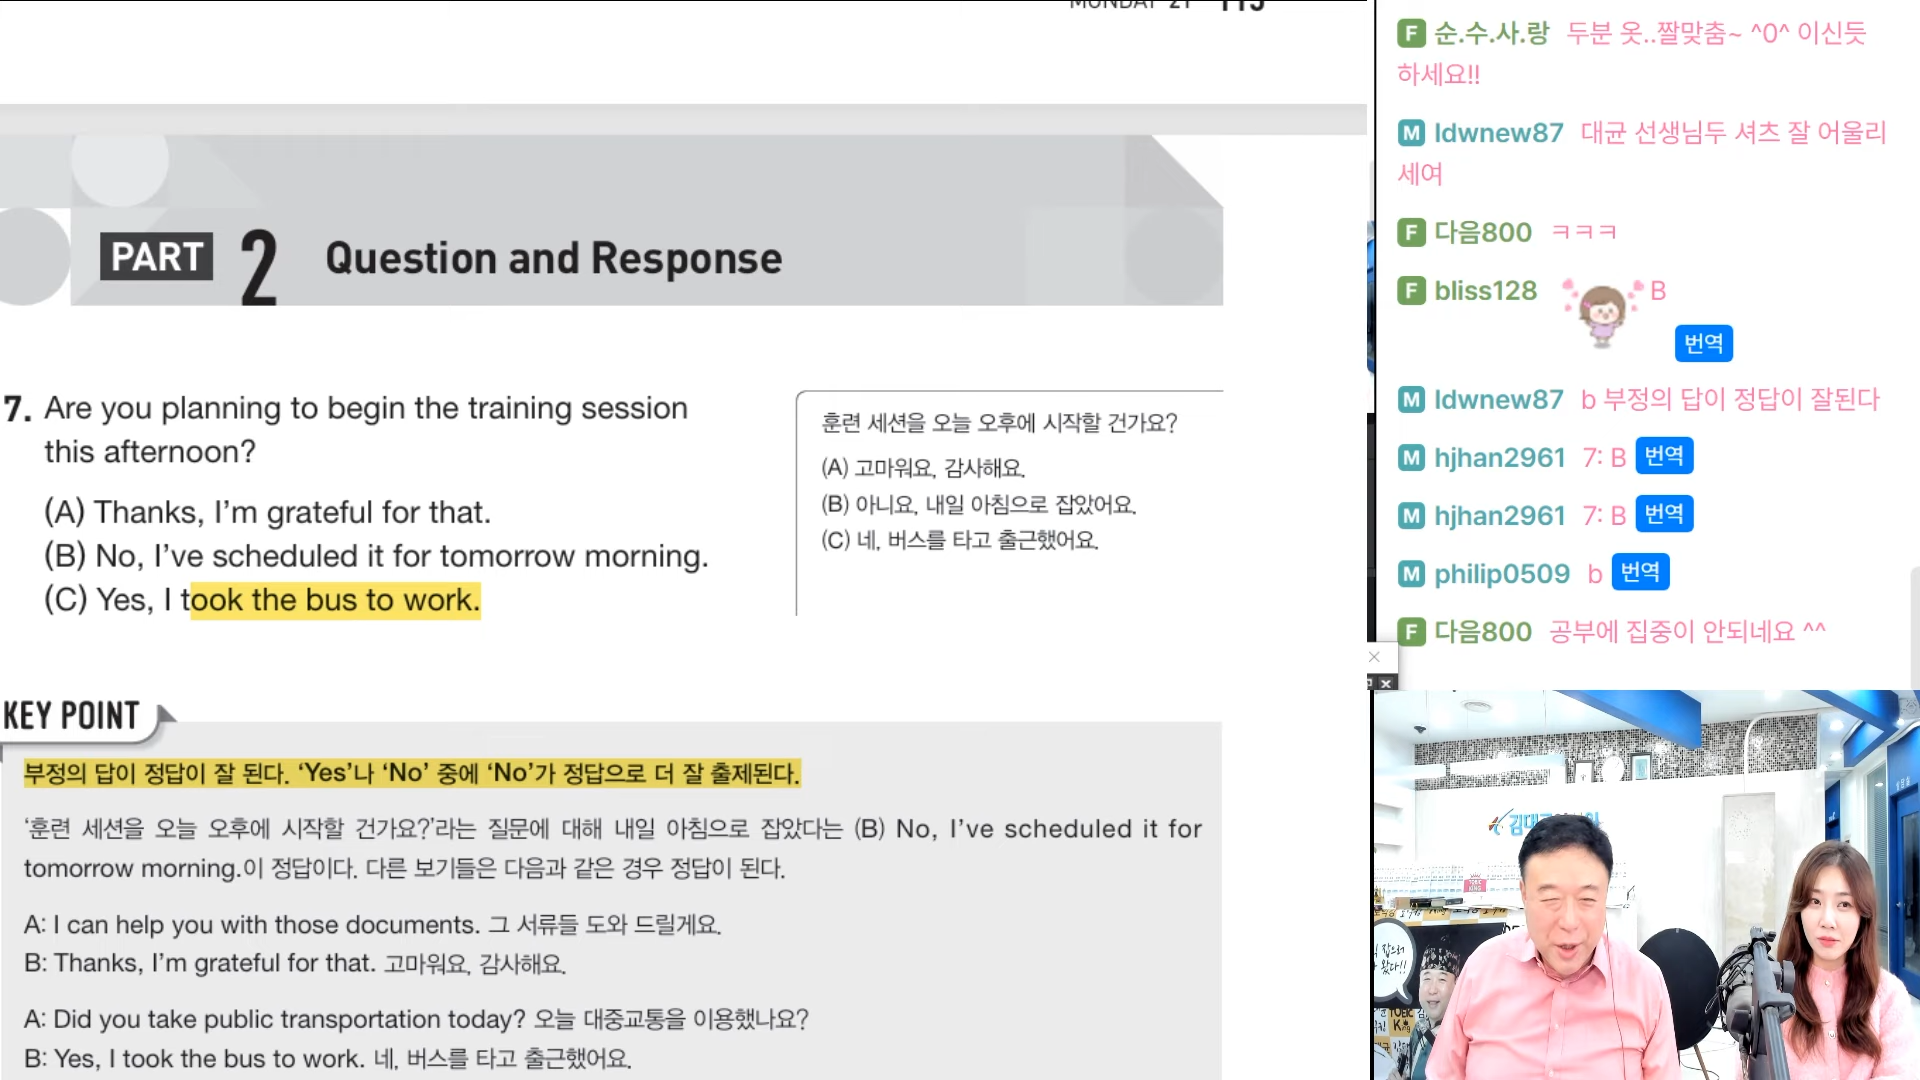 PART 2 Question and Response
7. Are you planning to begin the training session
this afternoon?
(A) Thanks, I'm grateful for that.
(B) No, I've scheduled it for tomorrow morning.
(C) Yes, I took the bus to work.
훈련 세션을 오늘 오후에 시작할 건가요?
(A) 고마워요, 감사해요.
(B) 아니요, 내일 아침으로 잡았어요.
(C) 네, 버스를 타고 출근했어요.
KEY POINT
부정의 답이 정답이 잘 된다. ‘Yes’나 ‘No’ 중에 ‘No’가 정답으로 더 잘 출제된다.
‘훈련 세션을 오늘 오후에 시작할 건가요?’라는 질문에 대해 내일 아침으로 잡았다는 (B) No, I’ve scheduled it for
tomorrow morning.이 정답이다. 다른 보기들은 다음과 같은 경우 정답이 된다.
A: I can help you with those documents. 그 서류들 도와 드릴게요.
B: Thanks, I’m grateful for that. 고마워요, 감사해요.
A: Did you take public transportation today? 오늘 대중교통을 이용했나요?
B: Yes, I took the bus to work. 네, 버스를 타고 출근했어요.
F 순.수.사.랑 두분 옷..짤맞춤~ ^0^ 이신듯
하세요!!
M ldwnew87 대균 선생님두 셔츠 잘 어울리
세여
F 다음800 ㅋㅋㅋ
F bliss128 B
번역
M ldwnew87 b 부정의 답이 정답이 잘된다
M hjhan2961 7: B 번역
M hjhan2961 7: B 번역
M philip0509 b 번역
F 다음800 공부에 집중이 안되네요 ^^